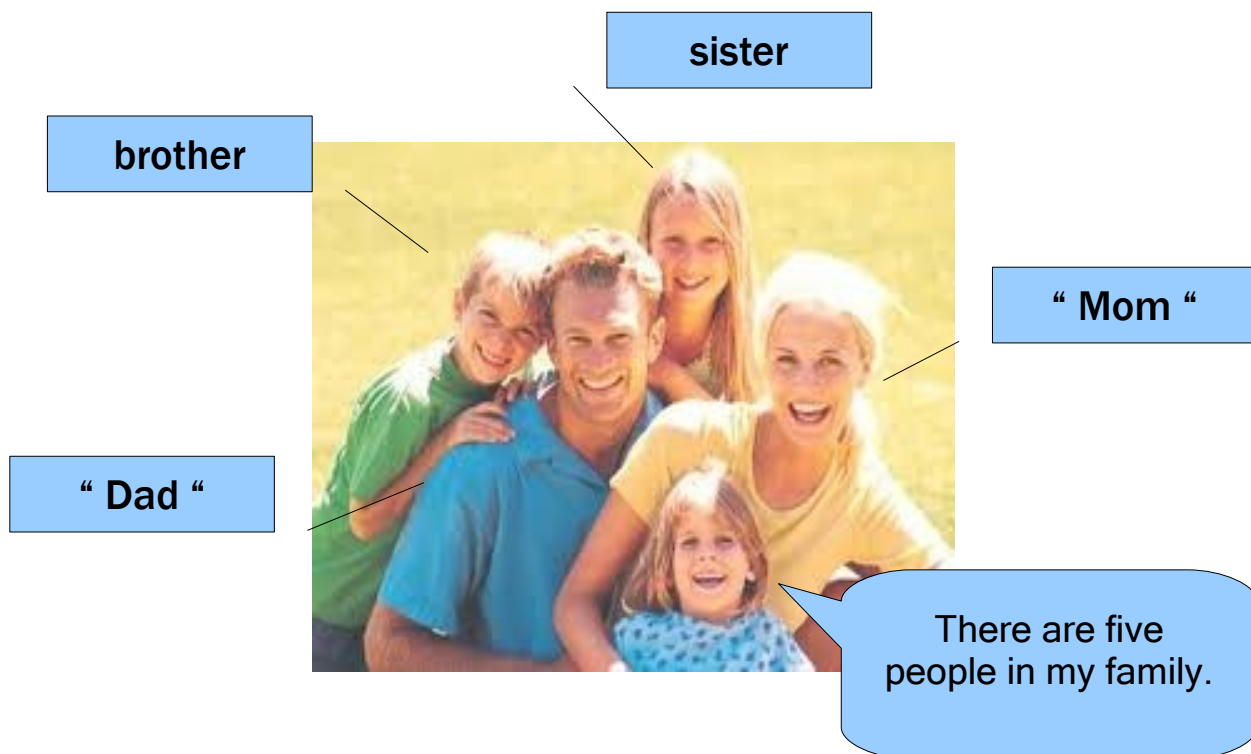 sister
brother
“ Mom “
“ Dad “
There are five
people in my family.